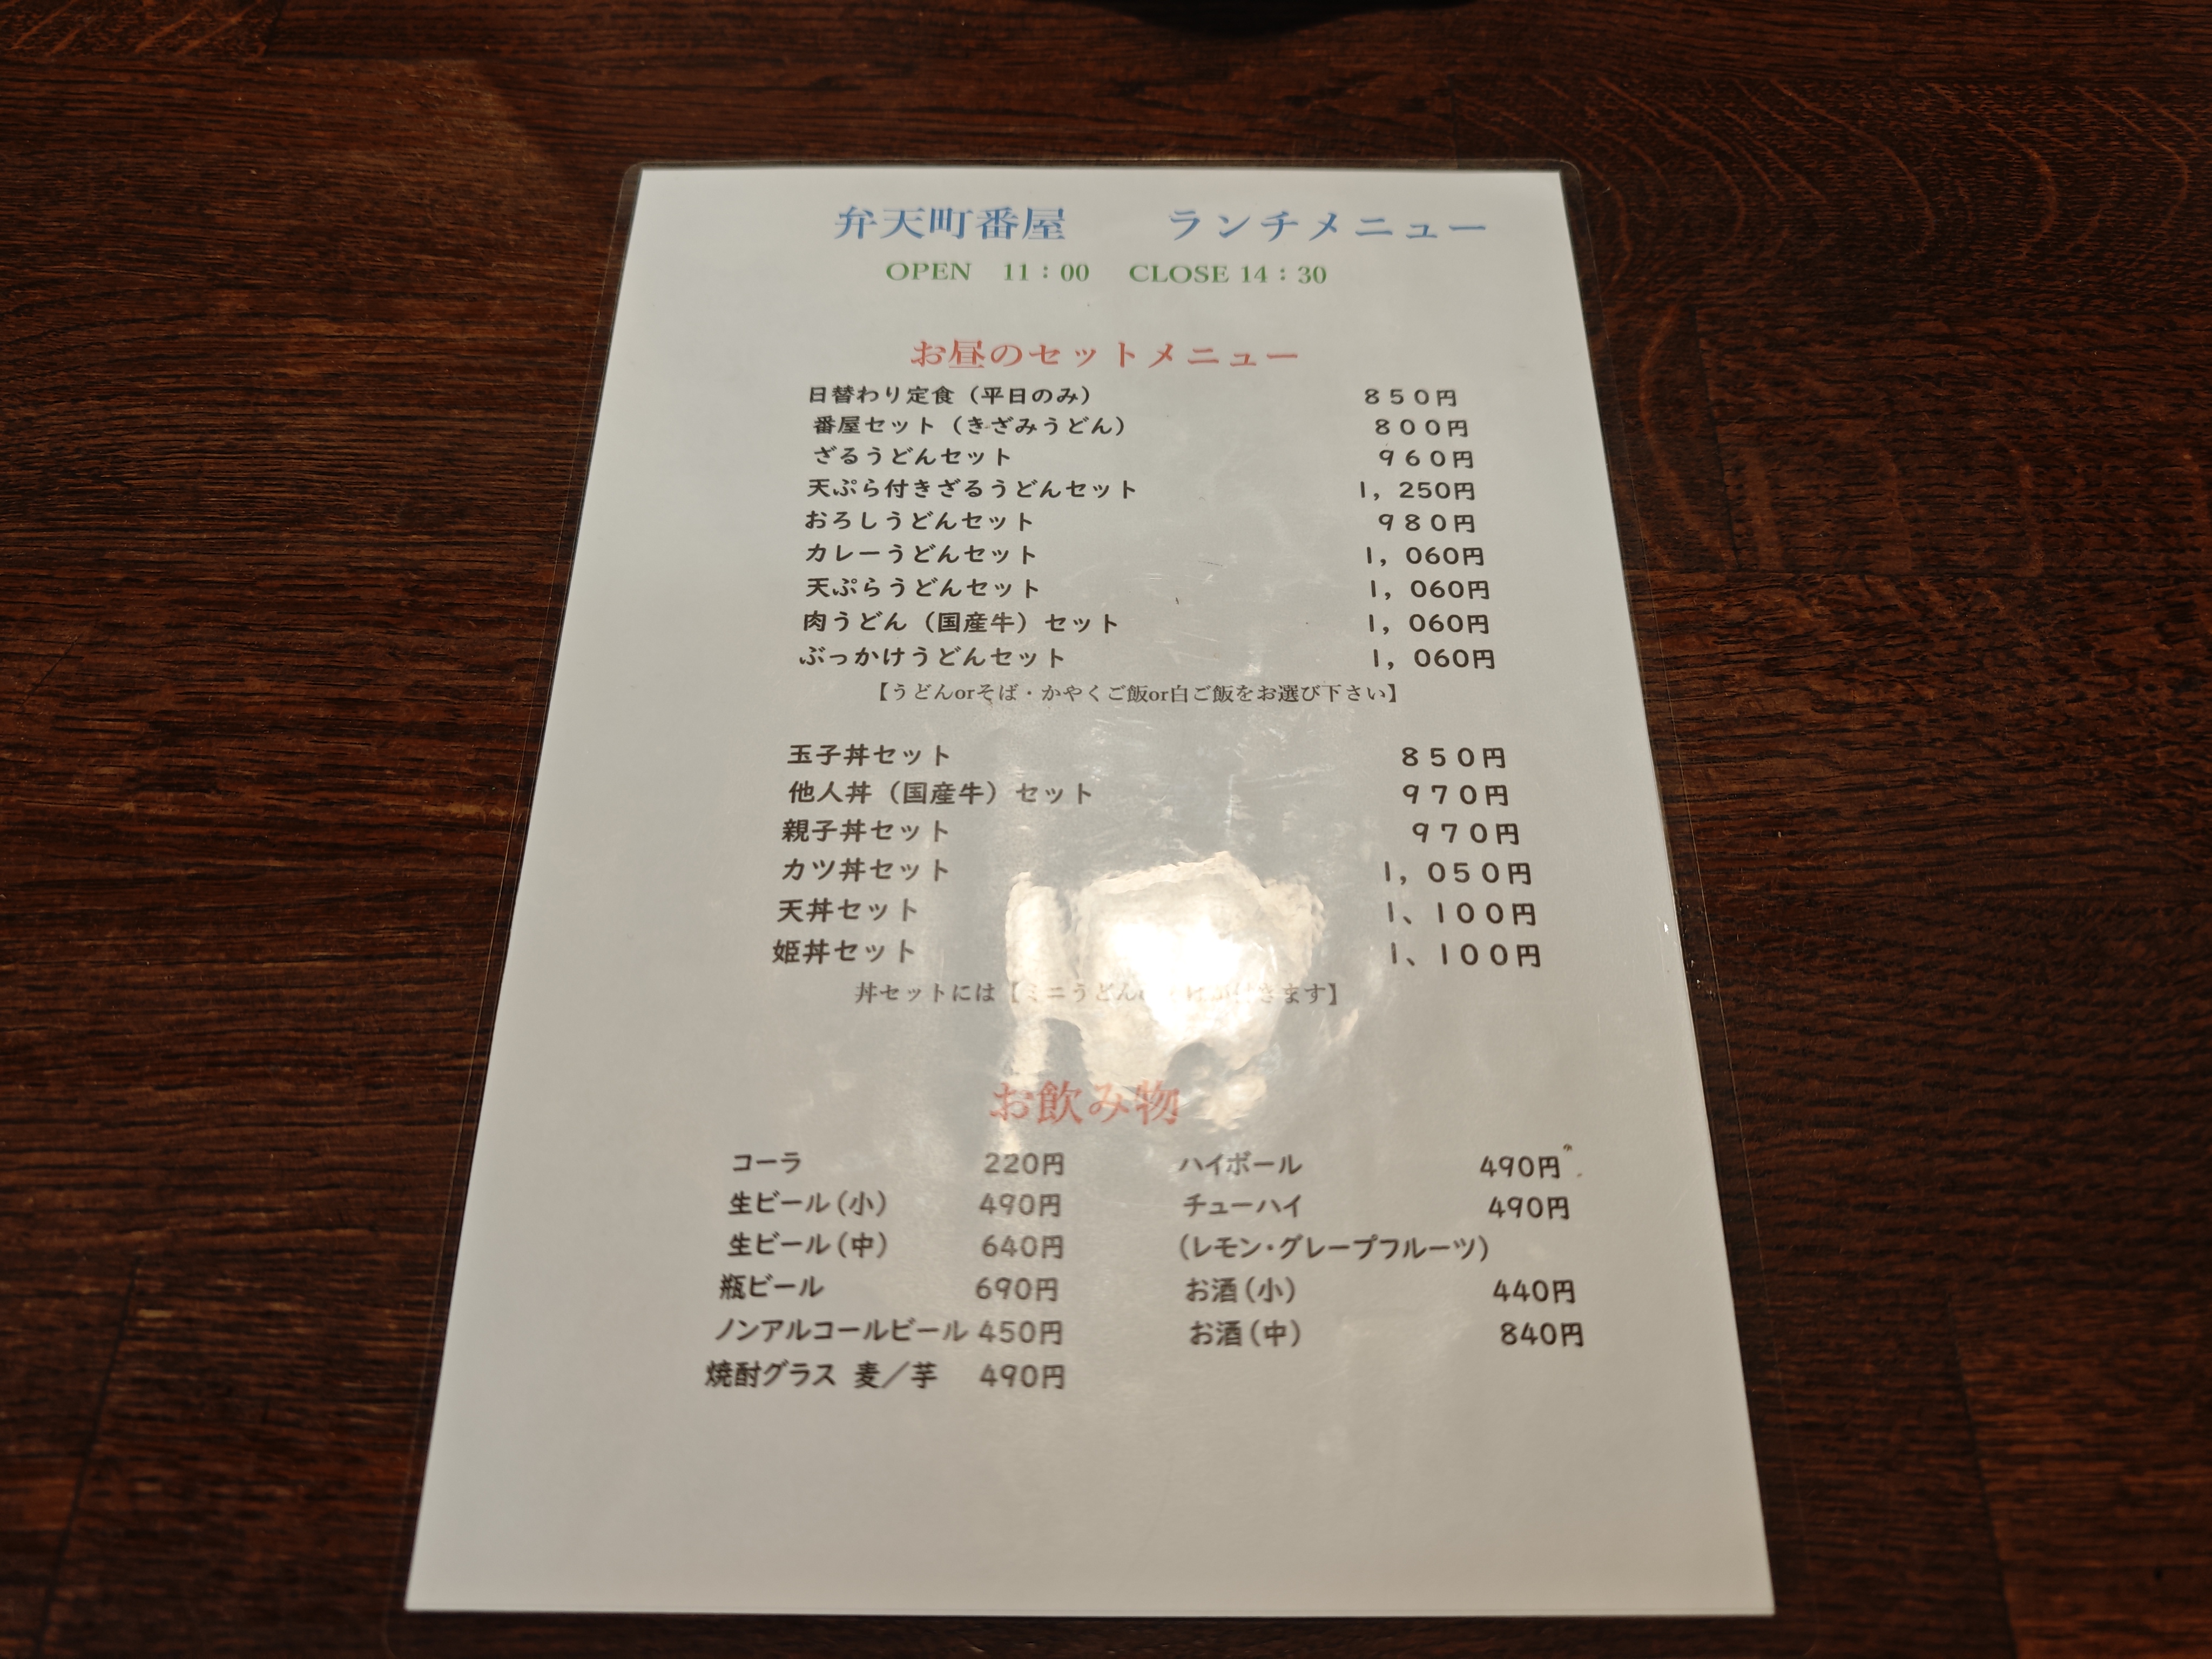 弁天町番屋　ランチメニュー
OPEN　11：00　CLOSE 14：30
お昼のセットメニュー
日替わり定食（平日のみ）　８５０円
番屋セット（きざみうどん）　８００円
ざるうどんセット　９６０円
天ぷら付きざるうどんセット　１，250円
おろしうどんセット　９８０円
カレーうどんセット　１，060円
天ぷらうどんセット　１，060円
肉うどん（国産牛）セット　１，060円
ぶっかけうどんセット　１，060円
【うどんorそば・かやくご飯or白ご飯をお選び下さい】
玉子丼セット　８５０円
他人丼（国産牛）セット　９７０円
親子丼セット　９７０円
カツ丼セット　１，０５０円
天丼セット　１、１００円
姫丼セット　１、１００円
丼セットには【ミニうどん 付きます】
お飲み物
コーラ　220円　ハイボール　490円
生ビール（小）　490円　チューハイ　490円
生ビール（中）　640円　（レモン・グレープフルーツ）
瓶ビール　690円　お酒（小）　440円
ノンアルコールビール 450円　お酒（中）　840円
焼酎グラス 麦／芋　490円